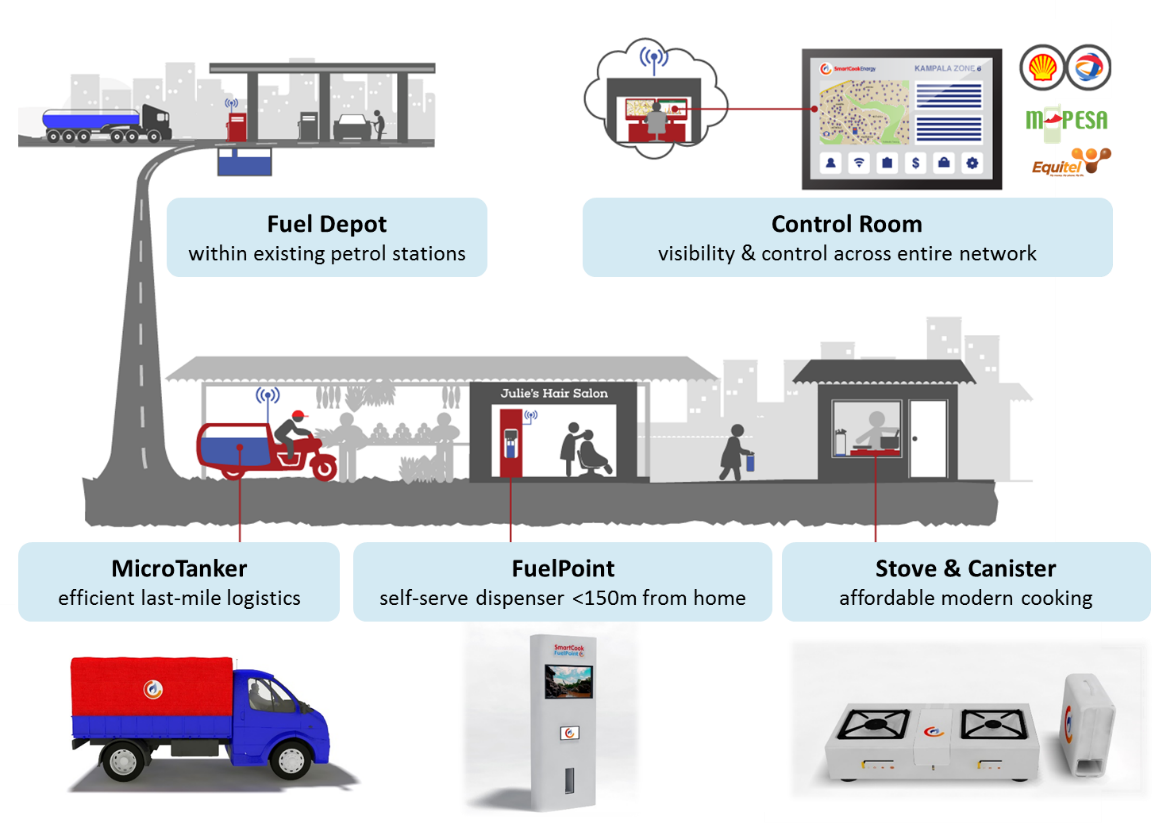 SmartCookEnergy
KAMPALA ZONE 6
M-PESA
Equitel
Fuel Depot
within existing petrol stations
Control Room
visibility & control across entire network
Julie's Hair Salon
MicroTanker
efficient last-mile logistics
FuelPoint
self-serve dispenser <150m from home
Stove & Canister
affordable modern cooking
SmartCook
FuelPoint